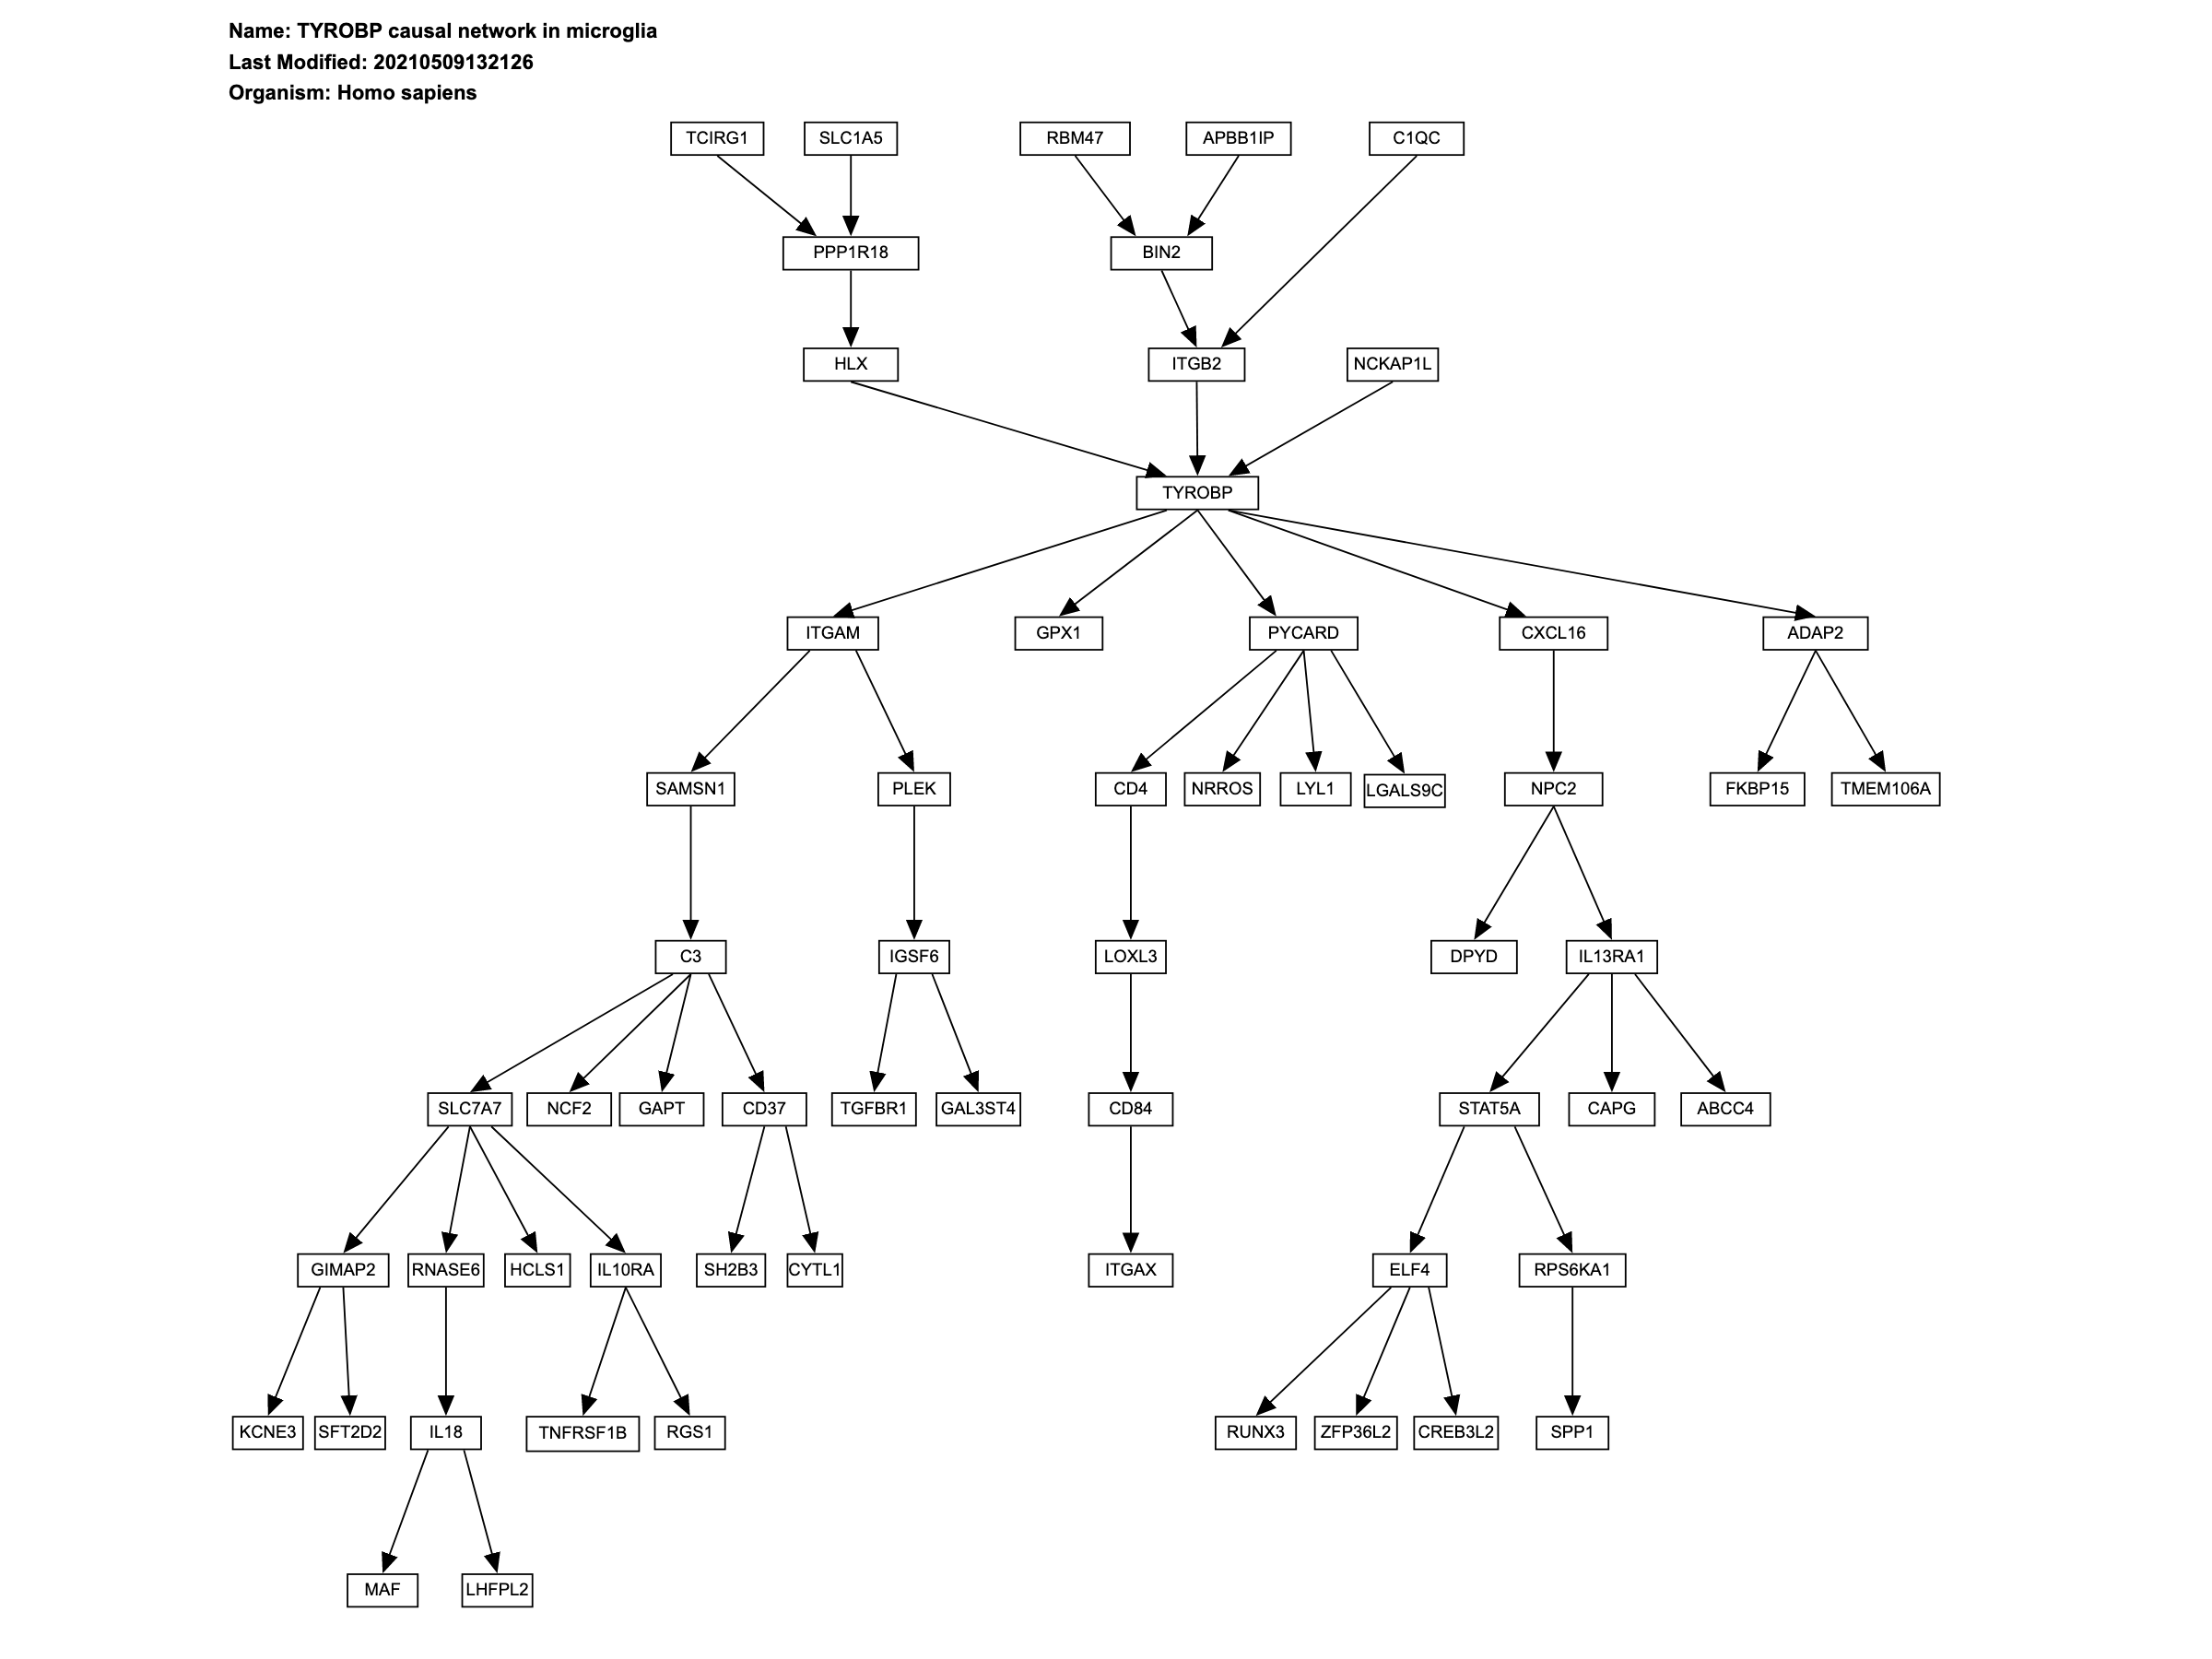 Name: TYROBP causal network in microglia
Last Modified: 20210509132126
Organism: Homo sapiens
TCIRG1 SLC1A5 RBM47 APBB1IP C1QC
PPP1R18 BIN2
HLX ITGB2 NCKAP1L
TYROBP
ITGAM GPX1 PYCARD CXCL16 ADAP2
SAMSN1 PLEK CD4 NRROS LYL1 LGALS9C NPC2 FKBP15 TMEM106A
C3 IGSF6 LOXL3 DPYD IL13RA1
SLC7A7 NCF2 GAPT CD37 TGFBR1 GAL3ST4 CD84 STAT5A CAPG ABCC4
GIMAP2 RNASE6 HCLS1 IL10RA SH2B3 CYTL1 ITGAX ELF4 RPS6KA1
KCNE3 SFT2D2 IL18 TNFRSF1B RGS1 RUNX3 ZFP36L2 CREB3L2 SPP1
MAF LHFPL2